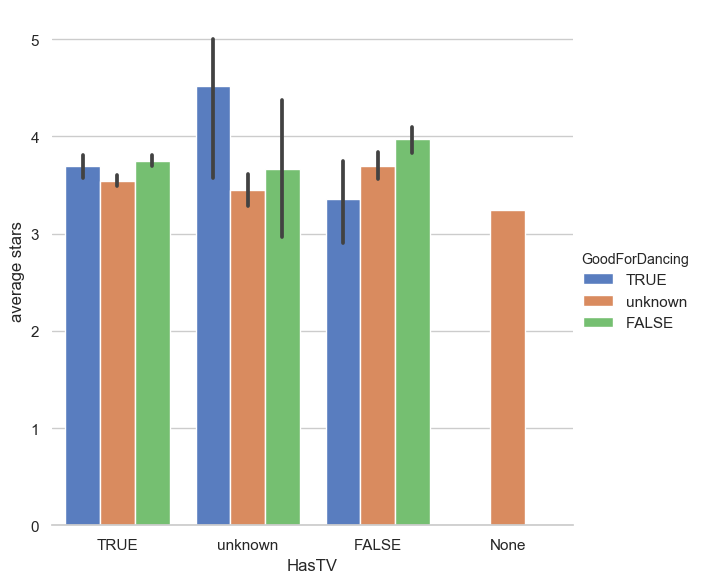 5
4
3
2
1
0
average stars
TRUE unknown FALSE None
HasTV
GoodForDancing
TRUE
unknown
FALSE